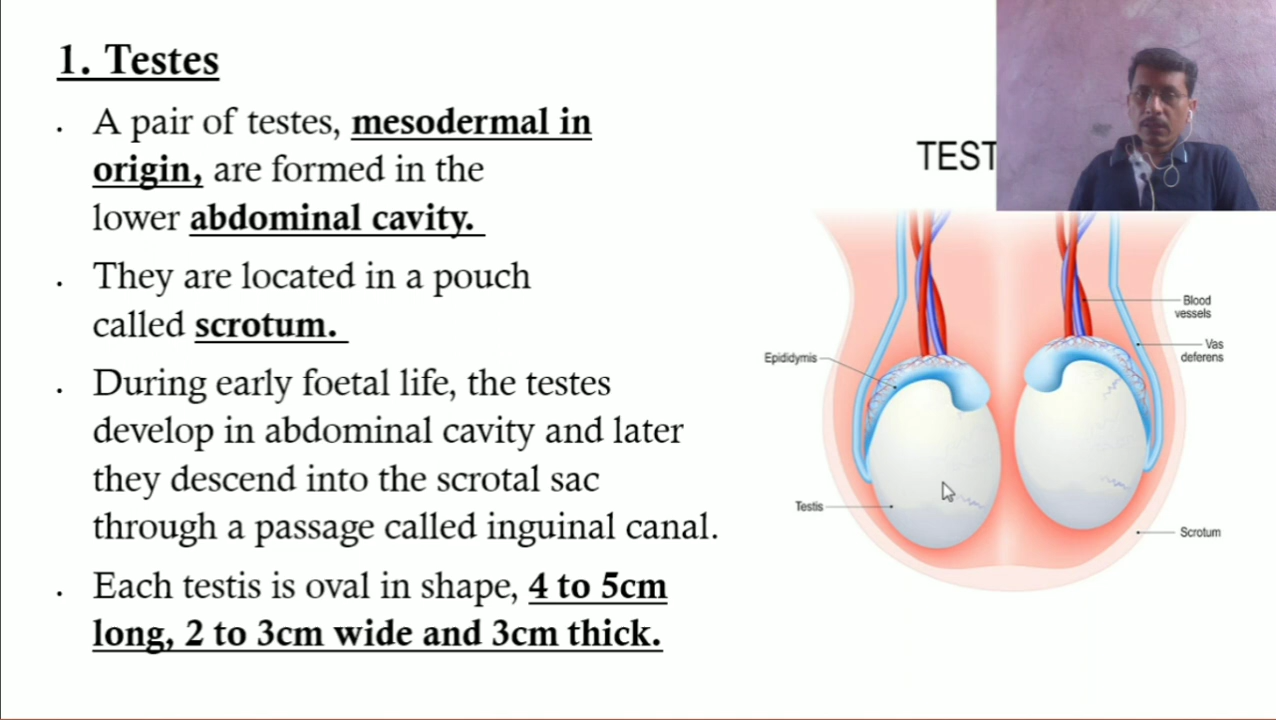 1. Testes
• A pair of testes, mesodermal in
origin, are formed in the
lower abdominal cavity.
• They are located in a pouch
called scrotum.
• During early foetal life, the testes
develop in abdominal cavity and later
they descend into the scrotal sac
through a passage called inguinal canal.
• Each testis is oval in shape, 4 to 5cm
long, 2 to 3cm wide and 3cm thick.
TEST
Blood
vessels
Vas
deferens
Epididymis
Testis
Scrotum